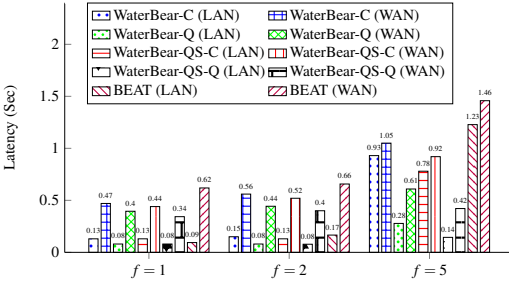 WaterBear-C (LAN) WaterBear-C (WAN)
WaterBear-Q (LAN) WaterBear-Q (WAN)
WaterBear-QS-C (LAN) WaterBear-QS-C (WAN)
WaterBear-QS-Q (LAN) WaterBear-QS-Q (WAN)
BEAT (LAN) BEAT (WAN)
Latency (Sec)
2
1.5
1
0.5
0
0.13 0.47 0.08 0.4 0.13 0.44 0.08 0.34 0.09 0.62
0.15 0.56 0.08 0.44 0.13 0.52 0.08 0.4 0.17 0.66
0.93 1.05 0.28 0.61 0.78 0.92 0.14 0.42 1.23 1.46
f = 1 f = 2 f = 5